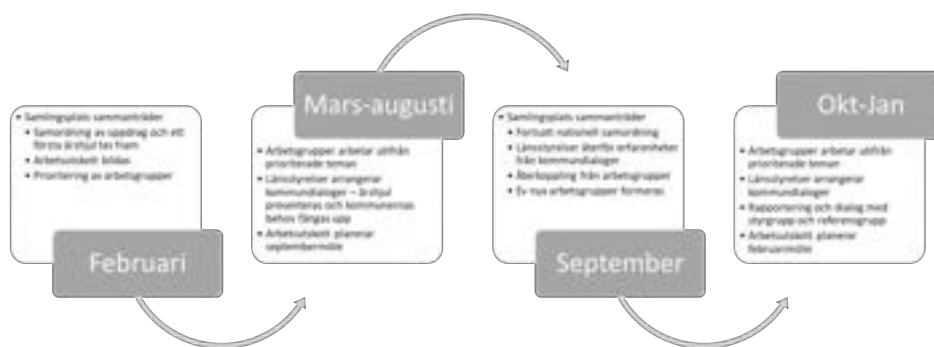 Februari
• Samlingsplats sammanträder
• Samordning av uppdrag och ett
första årshjul tas fram
• Arbetsutskott bildas
• Prioritering av arbetsgrupper
Mars-augusti
• Arbetsgrupper arbetar utifrån
prioriterade teman
• Länsstyrelser arrangerar
kommundialoger – årshjul
presenteras och kommunernas
behov fångas upp
• Arbetsutskott planerar
septembermöte
September
• Samlingsplats sammanträder
• Fortsatt nationell samordning
• Länsstyrelser återför erfarenheter
från kommundialoger
• Återkoppling från arbetsgrupper
• Ev nya arbetsgrupper formeras
Okt-Jan
• Arbetsgrupper arbetar utifrån
prioriterade teman
• Länsstyrelser arrangerar
kommundialoger
• Rapportering och dialog med
styrgrupp och referensgrupp
• Arbetsutskott planerar
februarimöte